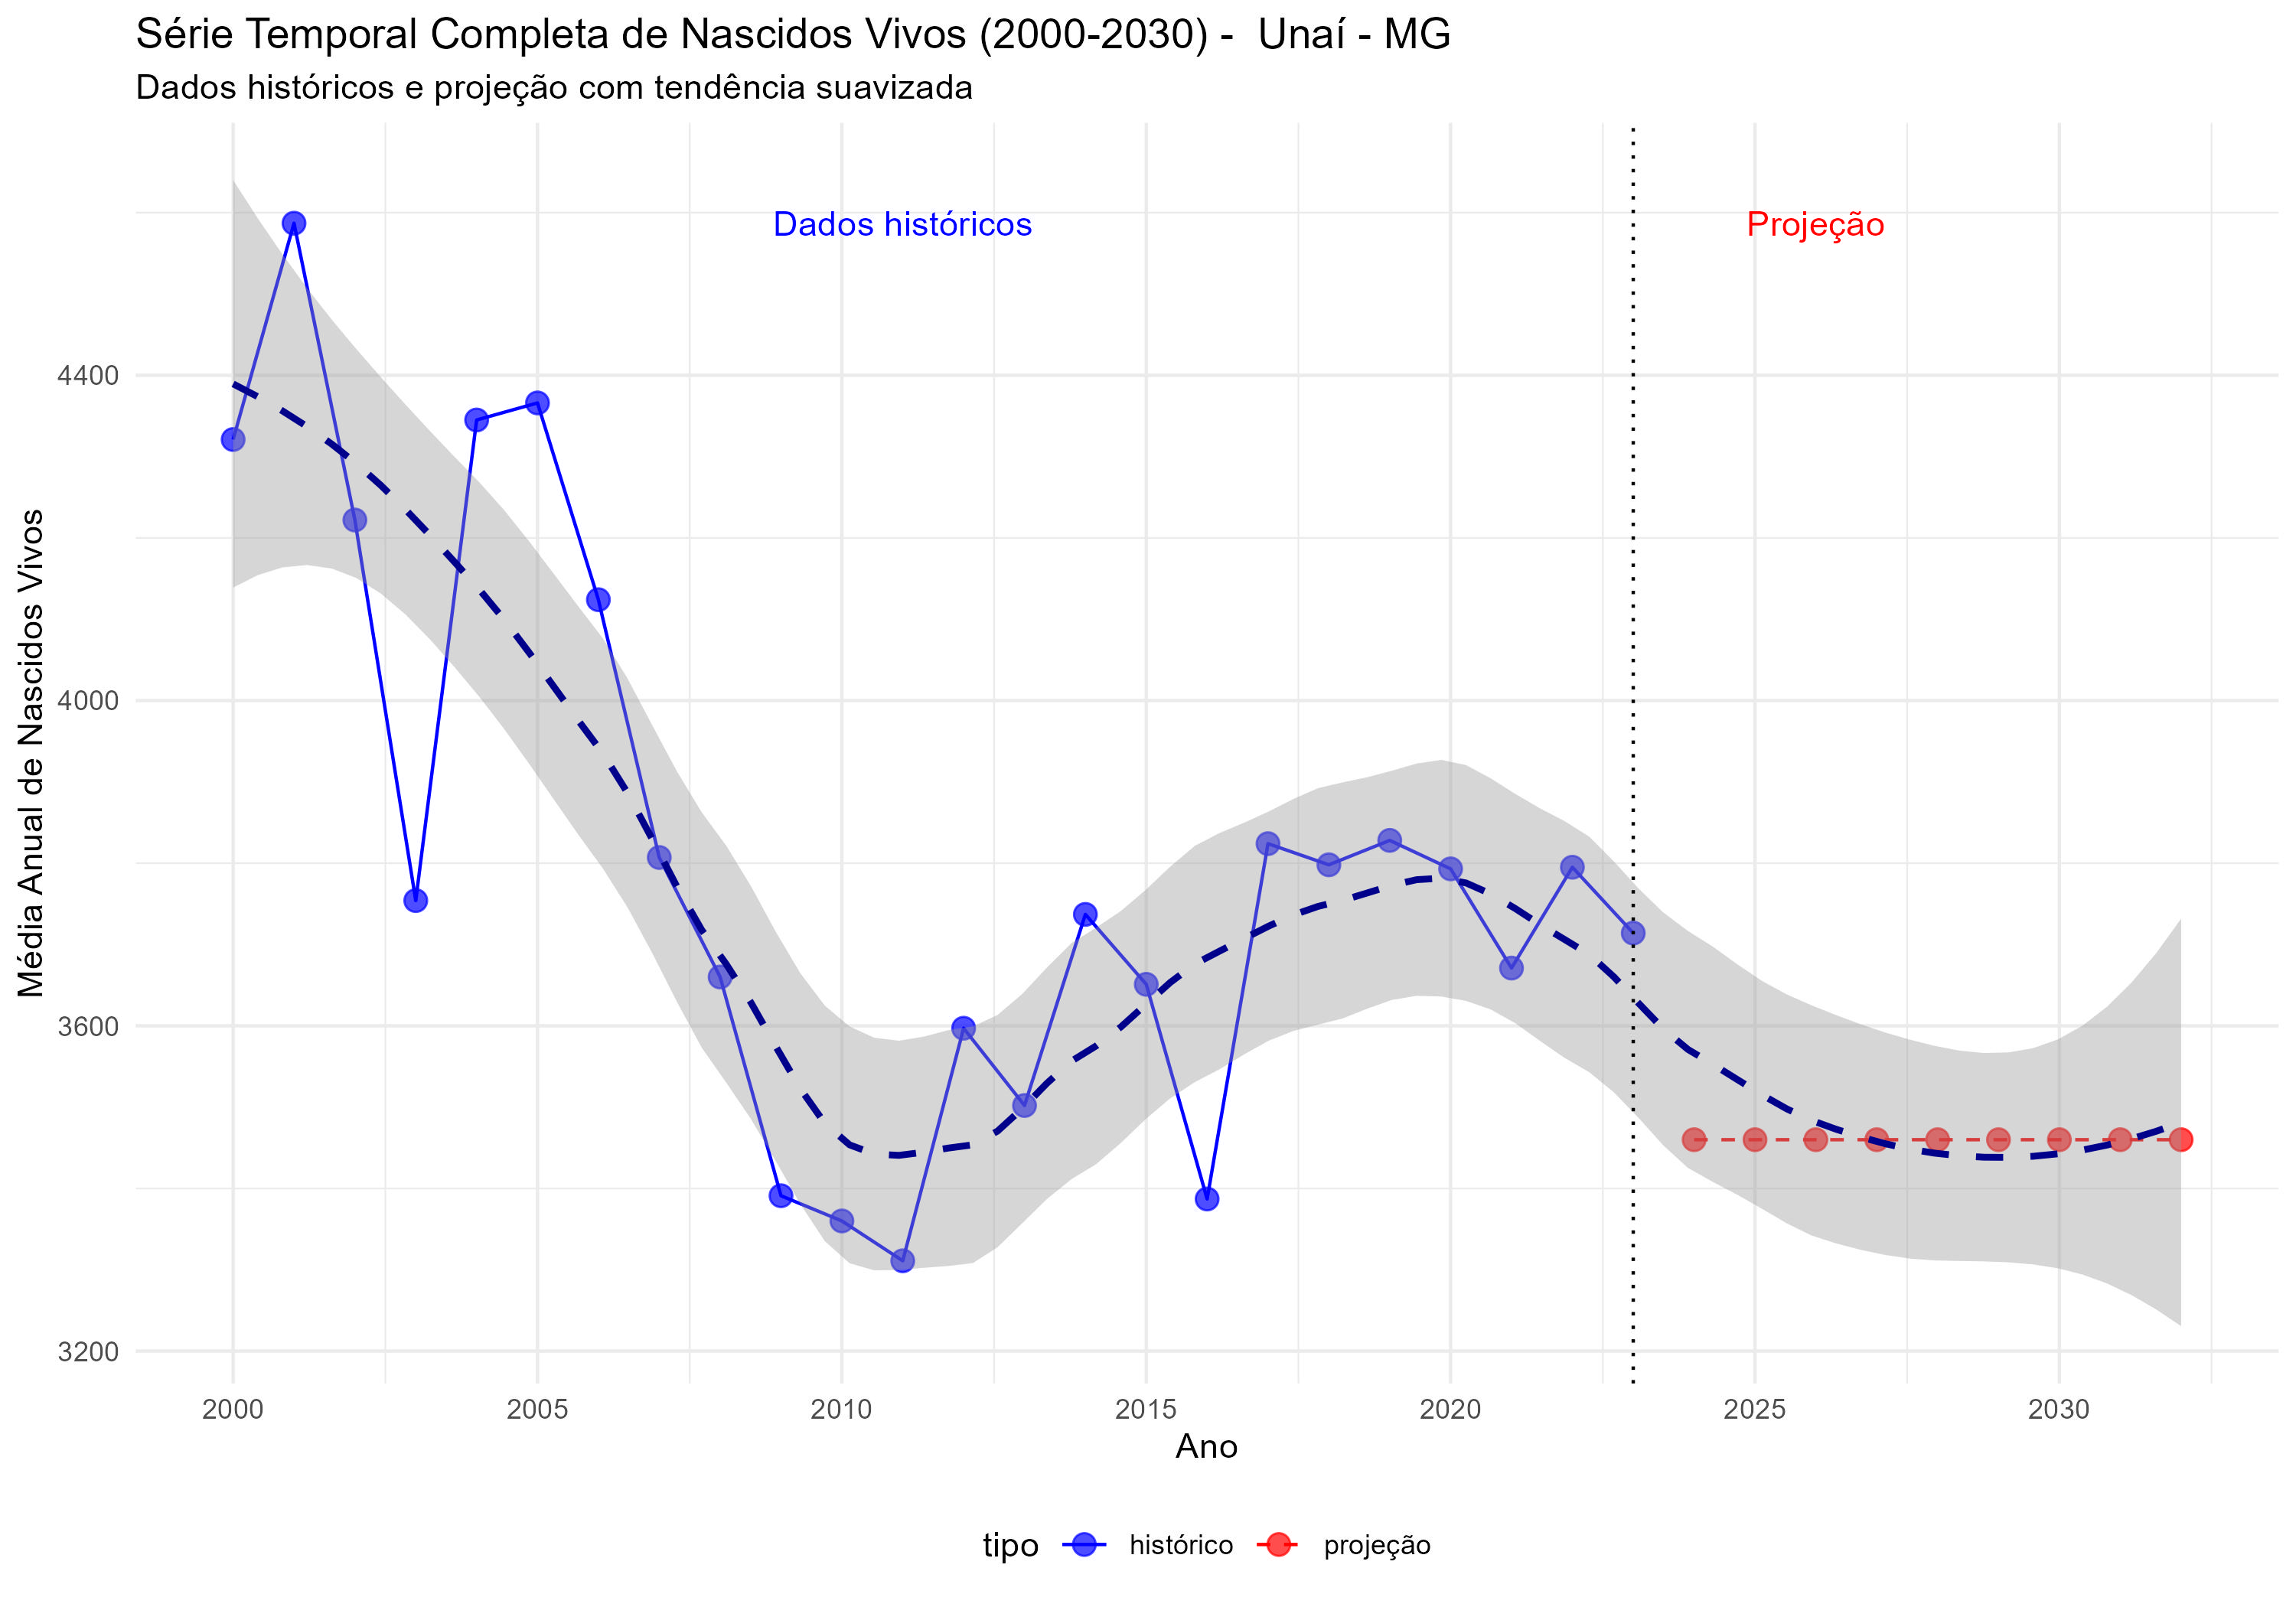 Série Temporal Completa de Nascidos Vivos (2000-2030) -  Unaí - MG
Dados históricos e projeção com tendência suavizada
Dados históricos
Projeção
Média Anual de Nascidos Vivos
4400
4000
3600
3200
2000
2005
2010
2015
2020
2025
2030
Ano
tipo
histórico
projeção